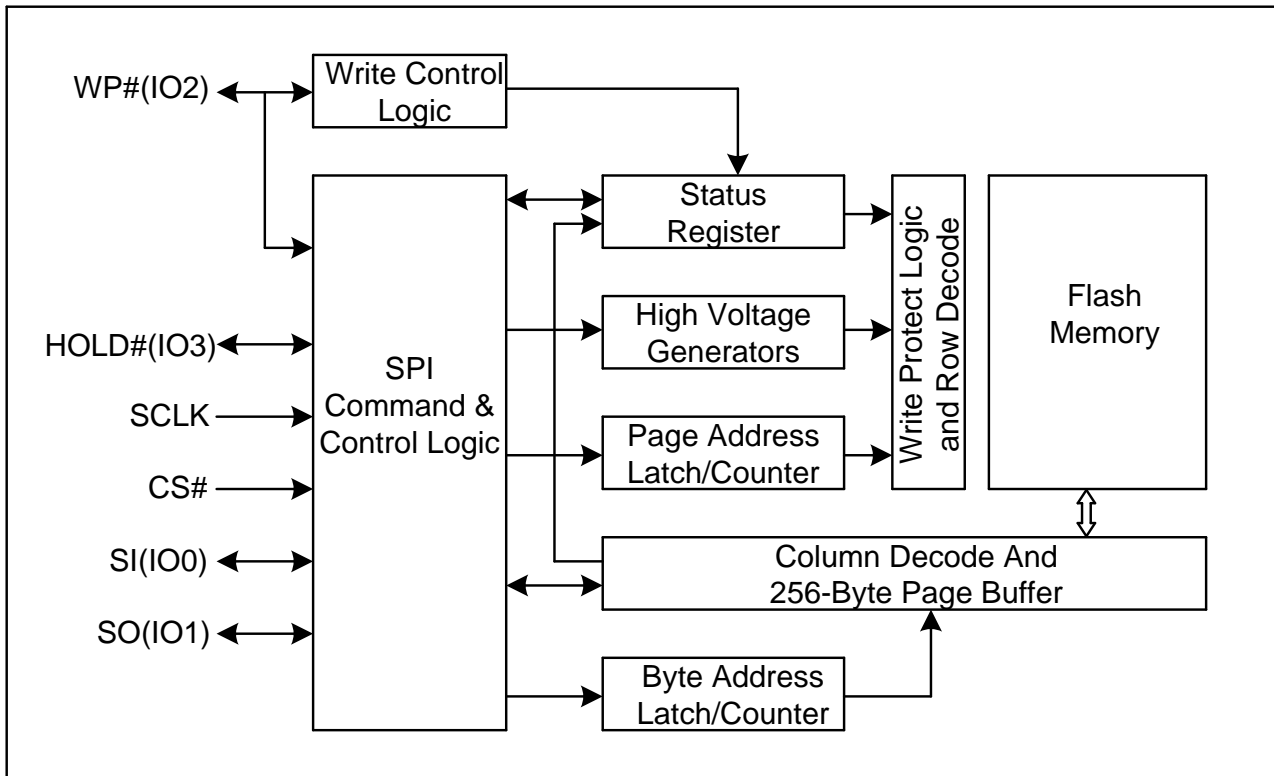 WP#(IO2)
Write Control
Logic
Status
Register
High Voltage
Generators
Page Address
Latch/Counter
Write Protect Logic
and Row Decode
Flash
Memory
HOLD#(IO3)
SCLK
CS#
SI(IO0)
SO(IO1)
SPI
Command &
Control Logic
Column Decode And
256-Byte Page Buffer
Byte Address
Latch/Counter